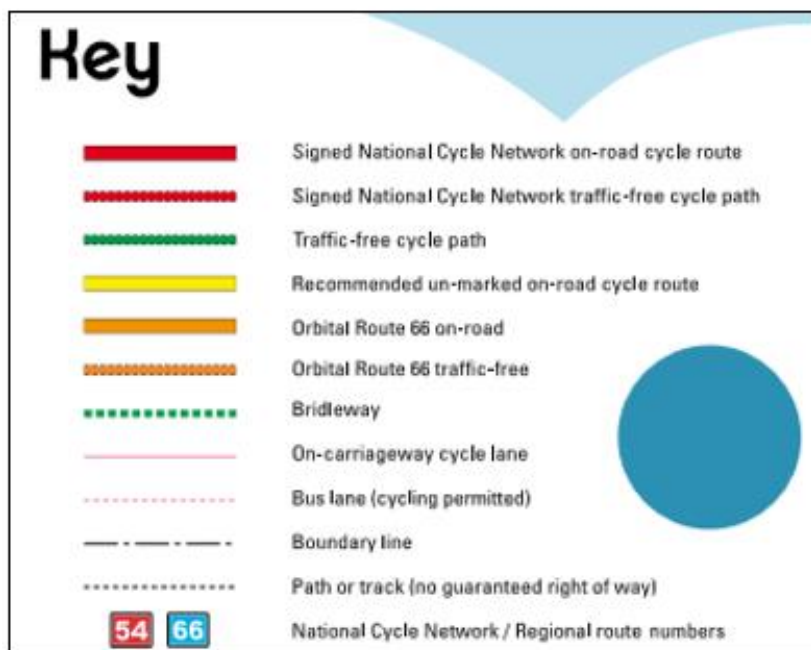 Key
Signed National Cycle Network on-road cycle route
Signed National Cycle Network traffic-free cycle path
Traffic-free cycle path
Recommended un-marked on-road cycle route
Orbital Route 66 on-road
Orbital Route 66 traffic-free
Bridleway
On-carriageway cycle lane
Bus lane (cycling permitted)
Boundary line
Path or track (no guaranteed right of way)
54 66 National Cycle Network / Regional route numbers